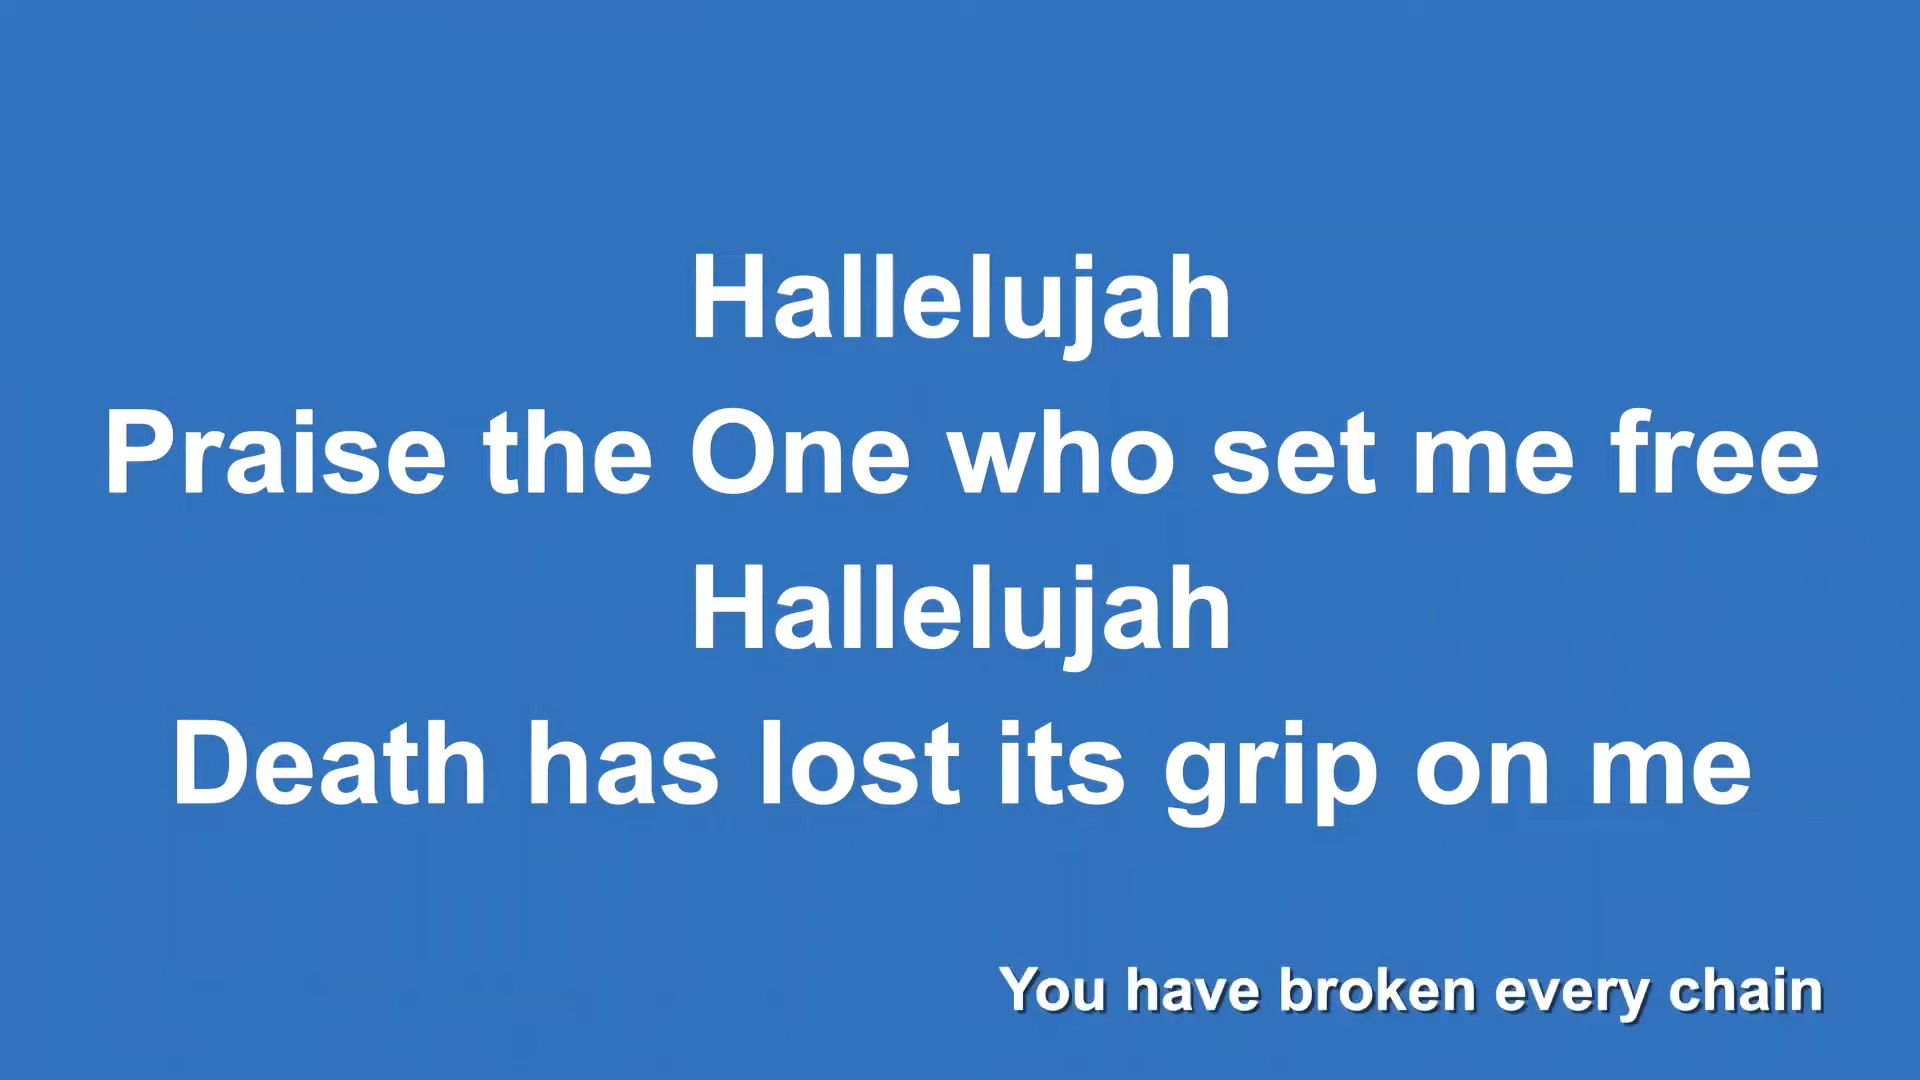 Hallelujah
Praise the One who set me free
Hallelujah
Death has lost its grip on me
You have broken every chain